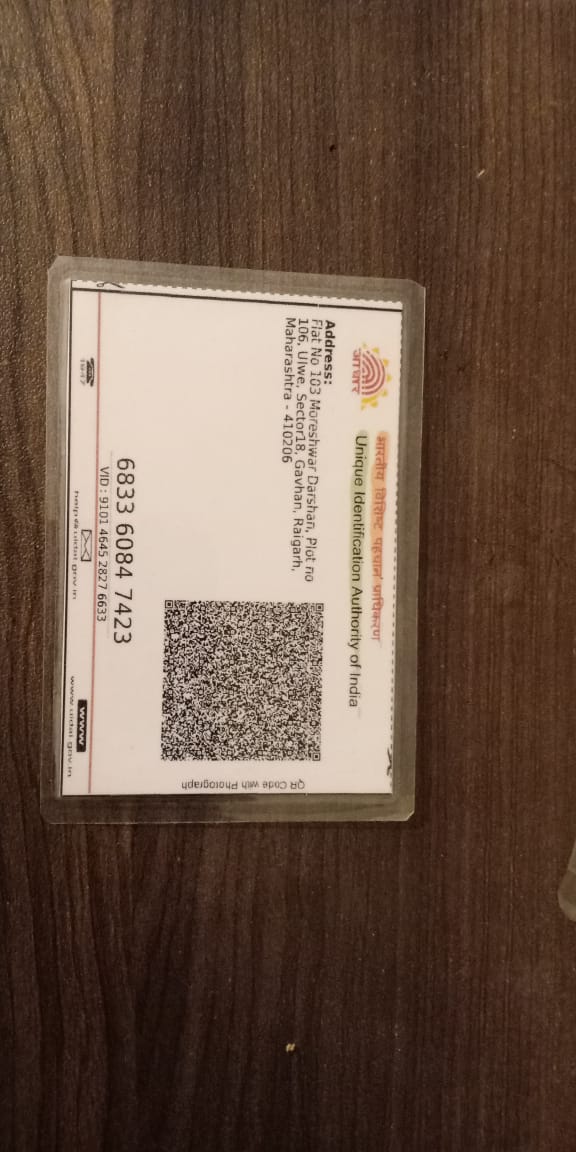 भारतीय विशिष्ट पहचान प्राधिकरण
Unique Identification Authority of India
आधार
Address:
Flat No 103 Moreshwar Darshan, Plot no
106, Ulwe, Sector18, Gavhan, Raigarh,
Maharashtra - 410206
QR Code with Photograph
6833 6084 7423
VID : 9101 4645 2827 6633
1947
help@uidai.gov.in
www
www.uidai.gov.in